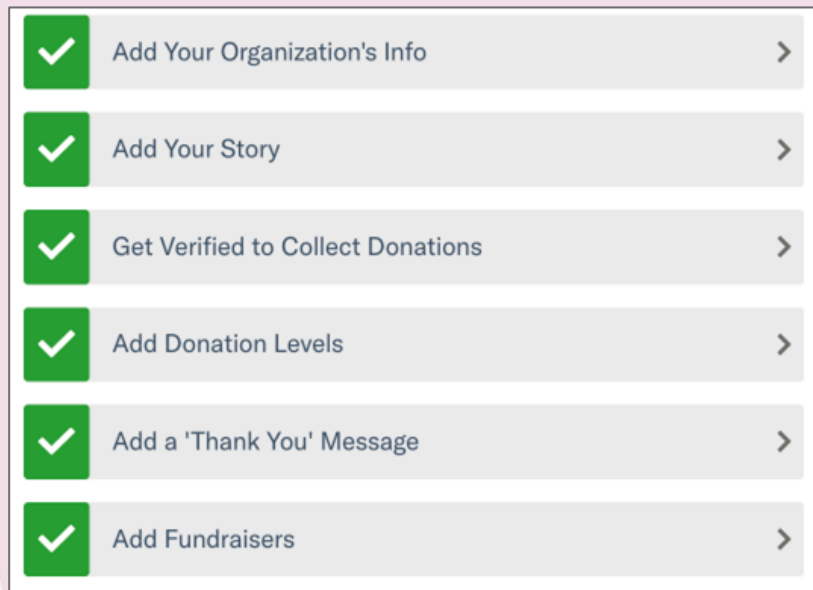 Add Your Organization's Info
Add Your Story
Get Verified to Collect Donations
Add Donation Levels
Add a 'Thank You' Message
Add Fundraisers